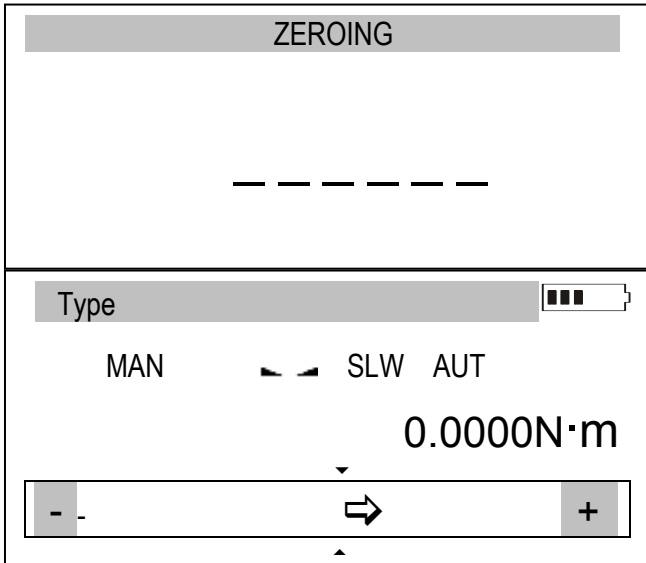 ZEROING
_ _ _ _ _ _
Type
MAN SLW AUT
0.0000N·m
- - ⇨ +